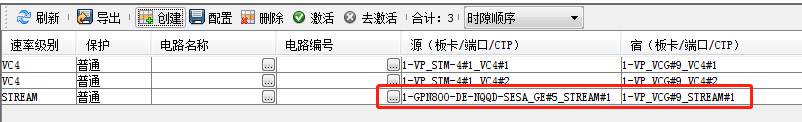 刷新 导出 创建 配置 删除 激活 去激活 合计：3 时隙顺序
速率级别 保护 电路名称 电路编号 源（板卡/端口/CTP） 宿（板卡/端口/CTP）
VC4 普通 ... ... 1-VP_STM-4#1_VC4#1 1-VP_VCG#9_VC4#1
VC4 普通 ... ... 1-VP_STM-4#1_VC4#2 1-VP_VCG#9_VC4#2
STREAM 普通 ... ... 1-GPN800-DE-NQQD-SESA_GE#5_STREAM#1 1-VP_VCG#9_STREAM#1